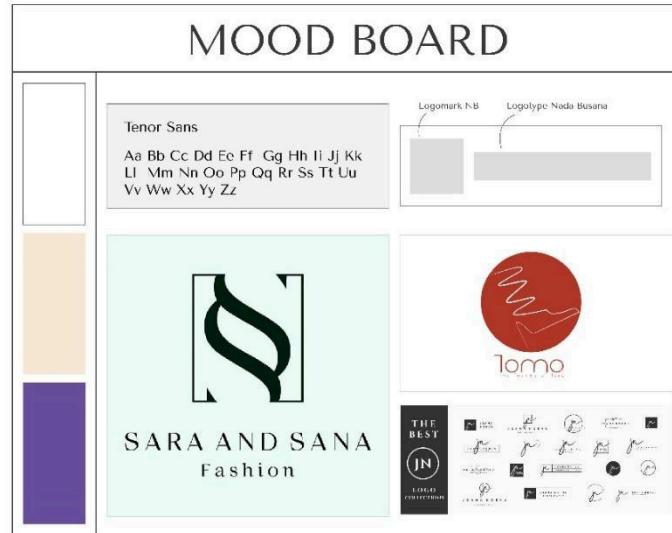 MOOD BOARD
Tenor Sans
Aa Bb Cc Dd Ee Ff Gg Hh Ii Jj Kk
Ll Mm Nn Oo Pp Qq Rr Ss Tt Uu
Vv Ww Xx Yy Zz
Logomark NB
Logotype Nada Busana
SARA AND SANA
Fashion
Tomo
THE
BEST
JN
LOGO
COLLECTIONS